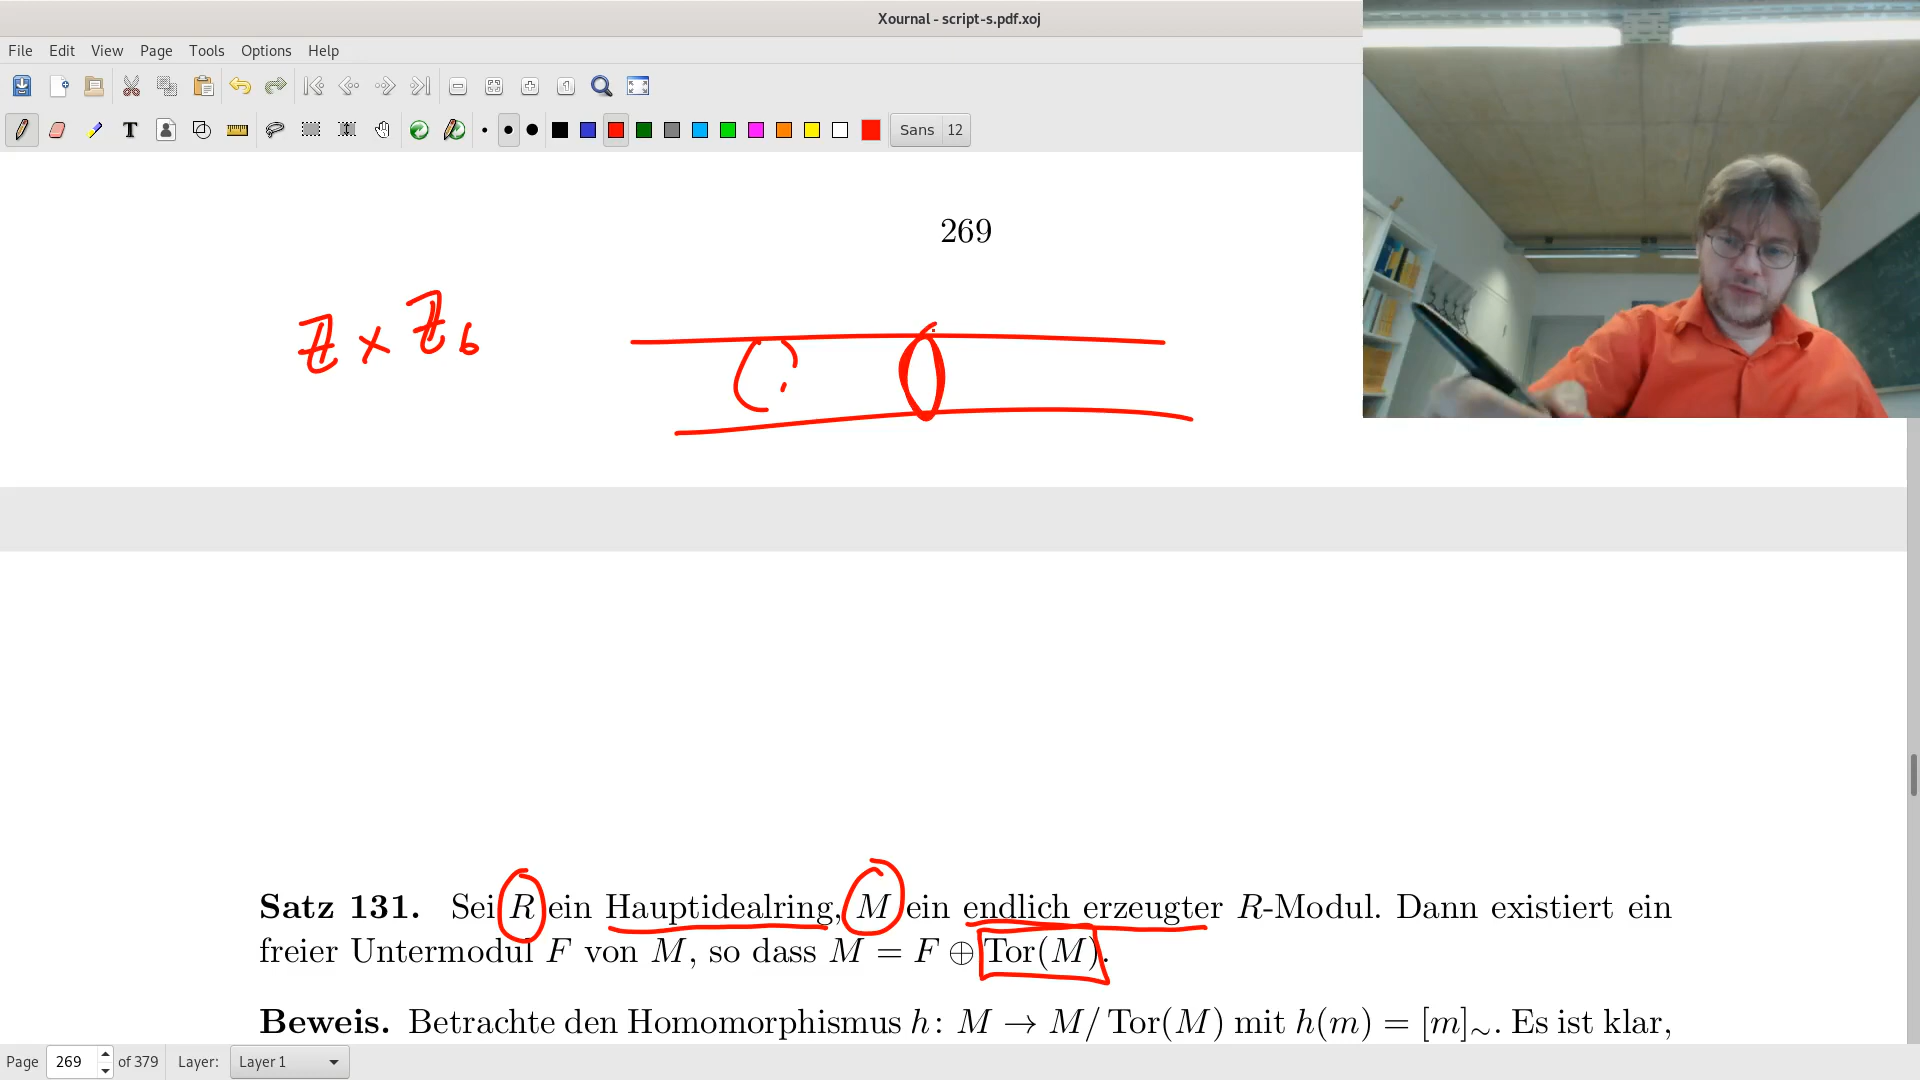 Xournal - script-s.pdf.xoj
File Edit View Page Tools Options Help
Sans 12
269
ℤ × ℤ₆
Satz 131. Sei R ein Hauptidealring, M ein endlich erzeugter R-Modul. Dann existiert ein
freier Untermodul F von M, so dass M = F ⊕ Tor(M).
Beweis. Betrachte den Homomorphismus h: M → M/ Tor(M) mit h(m) = [m]∼. Es ist klar,
Page 269 of 379 Layer: Layer 1